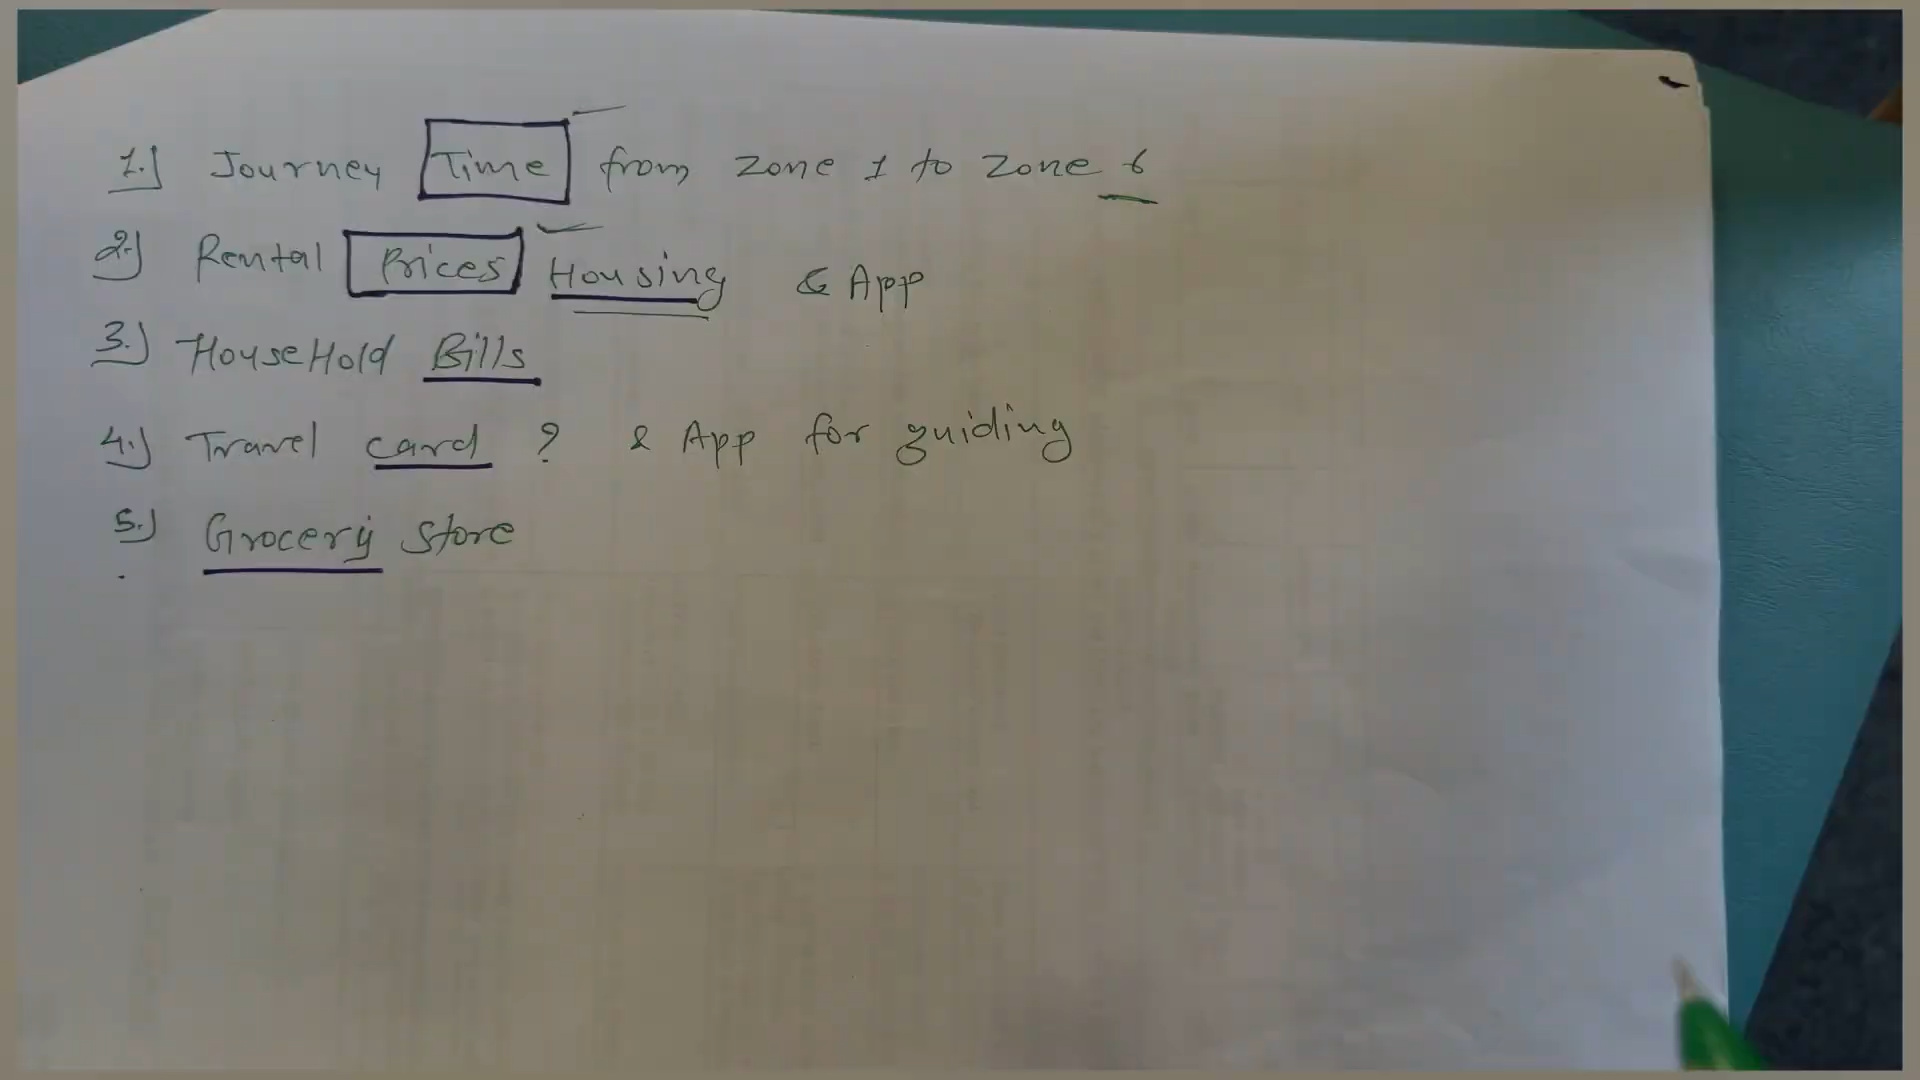 1.) Journey Time from Zone 1 to Zone 6
2.) Rental Prices Housing & App
3.) HouseHold Bills
4.) Travel card ? & App for guiding
5.) Grocery Store